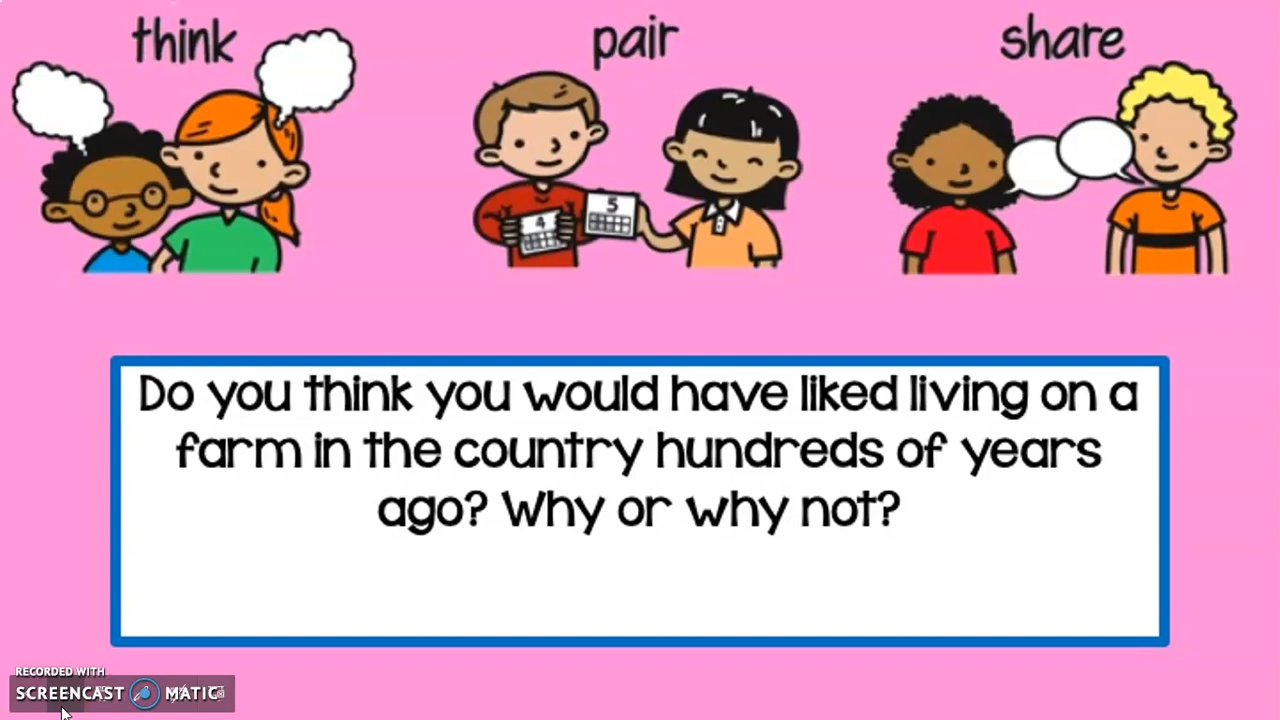 think pair share
4 5
Do you think you would have liked living on a
farm in the country hundreds of years
ago? Why or why not?
RECORDED WITH
SCREENCAST MATIC